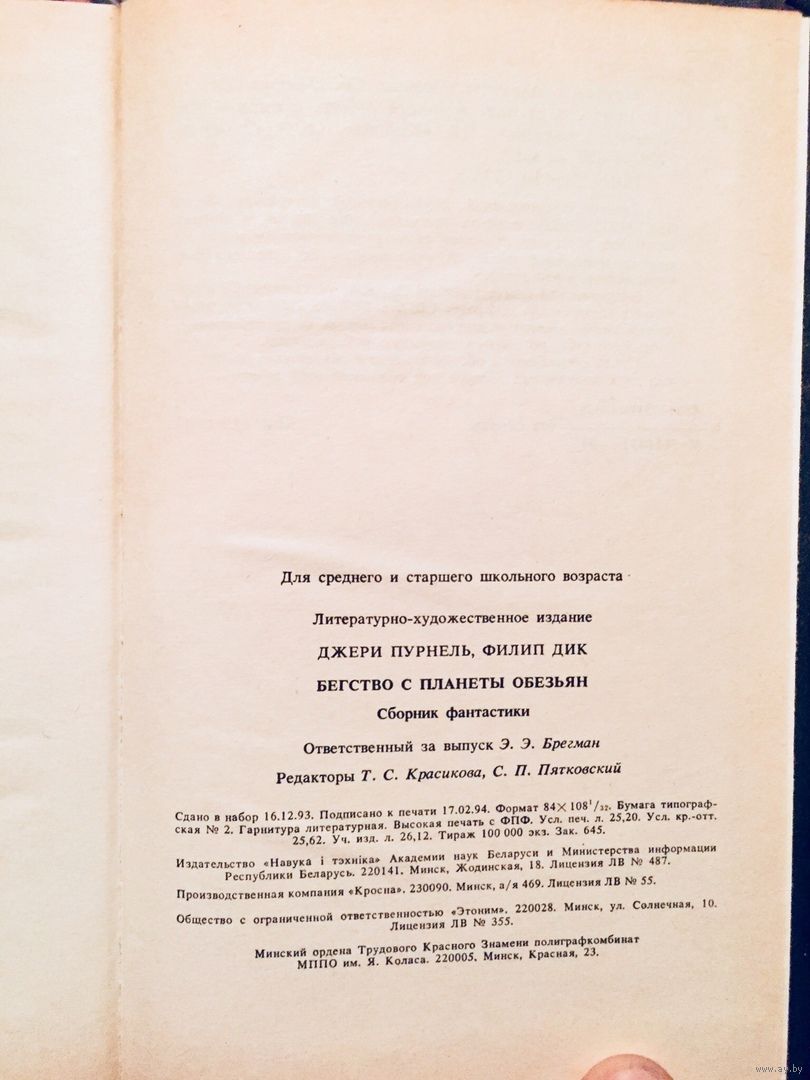 Для среднего и старшего школьного возраста
Литературно-художественное издание
ДЖЕРИ ПУРНЕЛЬ, ФИЛИП ДИК
БЕГСТВО С ПЛАНЕТЫ ОБЕЗЬЯН
Сборник фантастики
Ответственный за выпуск Э. Э. Брегман
Редакторы Т. С. Красикова, С. П. Пятковский
Сдано в набор 16.12.93. Подписано к печати 17.02.94. Формат 84×108¹/₃₂. Бумага типограф-
ская № 2. Гарнитура литературная. Высокая печать с ФПФ. Усл. печ. л. 25,20. Усл. кр.-отт.
25,62. Уч. изд. л. 26,12. Тираж 100 000 экз. Зак. 645.
Издательство «Навука і тэхніка» Академии наук Беларуси и Министерства информации
Республики Беларусь. 220141. Минск, Жодинская, 18. Лицензия ЛВ № 487.
Производственная компания «Кросна». 230090. Минск, а/я 469. Лицензия ЛВ № 55.
Общество с ограниченной ответственностью «Этоним». 220028. Минск, ул. Солнечная, 10.
Лицензия ЛВ № 355.
Минский ордена Трудового Красного Знамени полиграфкомбинат
МППО им. Я. Коласа. 220005. Минск, Красная, 23.
www.ay.by